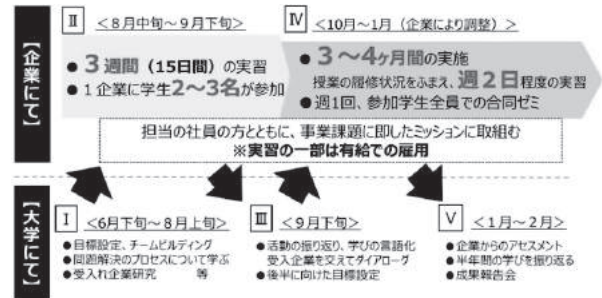 【企業にて】
Ⅱ <8月中旬~9月下旬>
●3週間(15日間)の実習
●1企業に学生2~3名が参加
Ⅳ <10月~1月(企業により調整)>
●3~4ヶ月間の実施
授業の履修状況をふまえ、週2日程度の実習
●週1回、参加学生全員での合同ゼミ
担当の社員の方とともに、事業課題に即したミッションに取組む
※実習の一部は有給での雇用
【大学にて】
Ⅰ <6月下旬~8月上旬>
●目標設定、チームビルディング
●問題解決のプロセスについて学ぶ
●受入れ企業研究 等
Ⅲ <9月下旬>
●活動の振り返り、学びの言語化
受入企業を交えてダイアローグ
●後半に向けた目標設定
Ⅴ <1月~2月>
●企業からのアセスメント
●半年間の学びを振り返る
●成果報告会